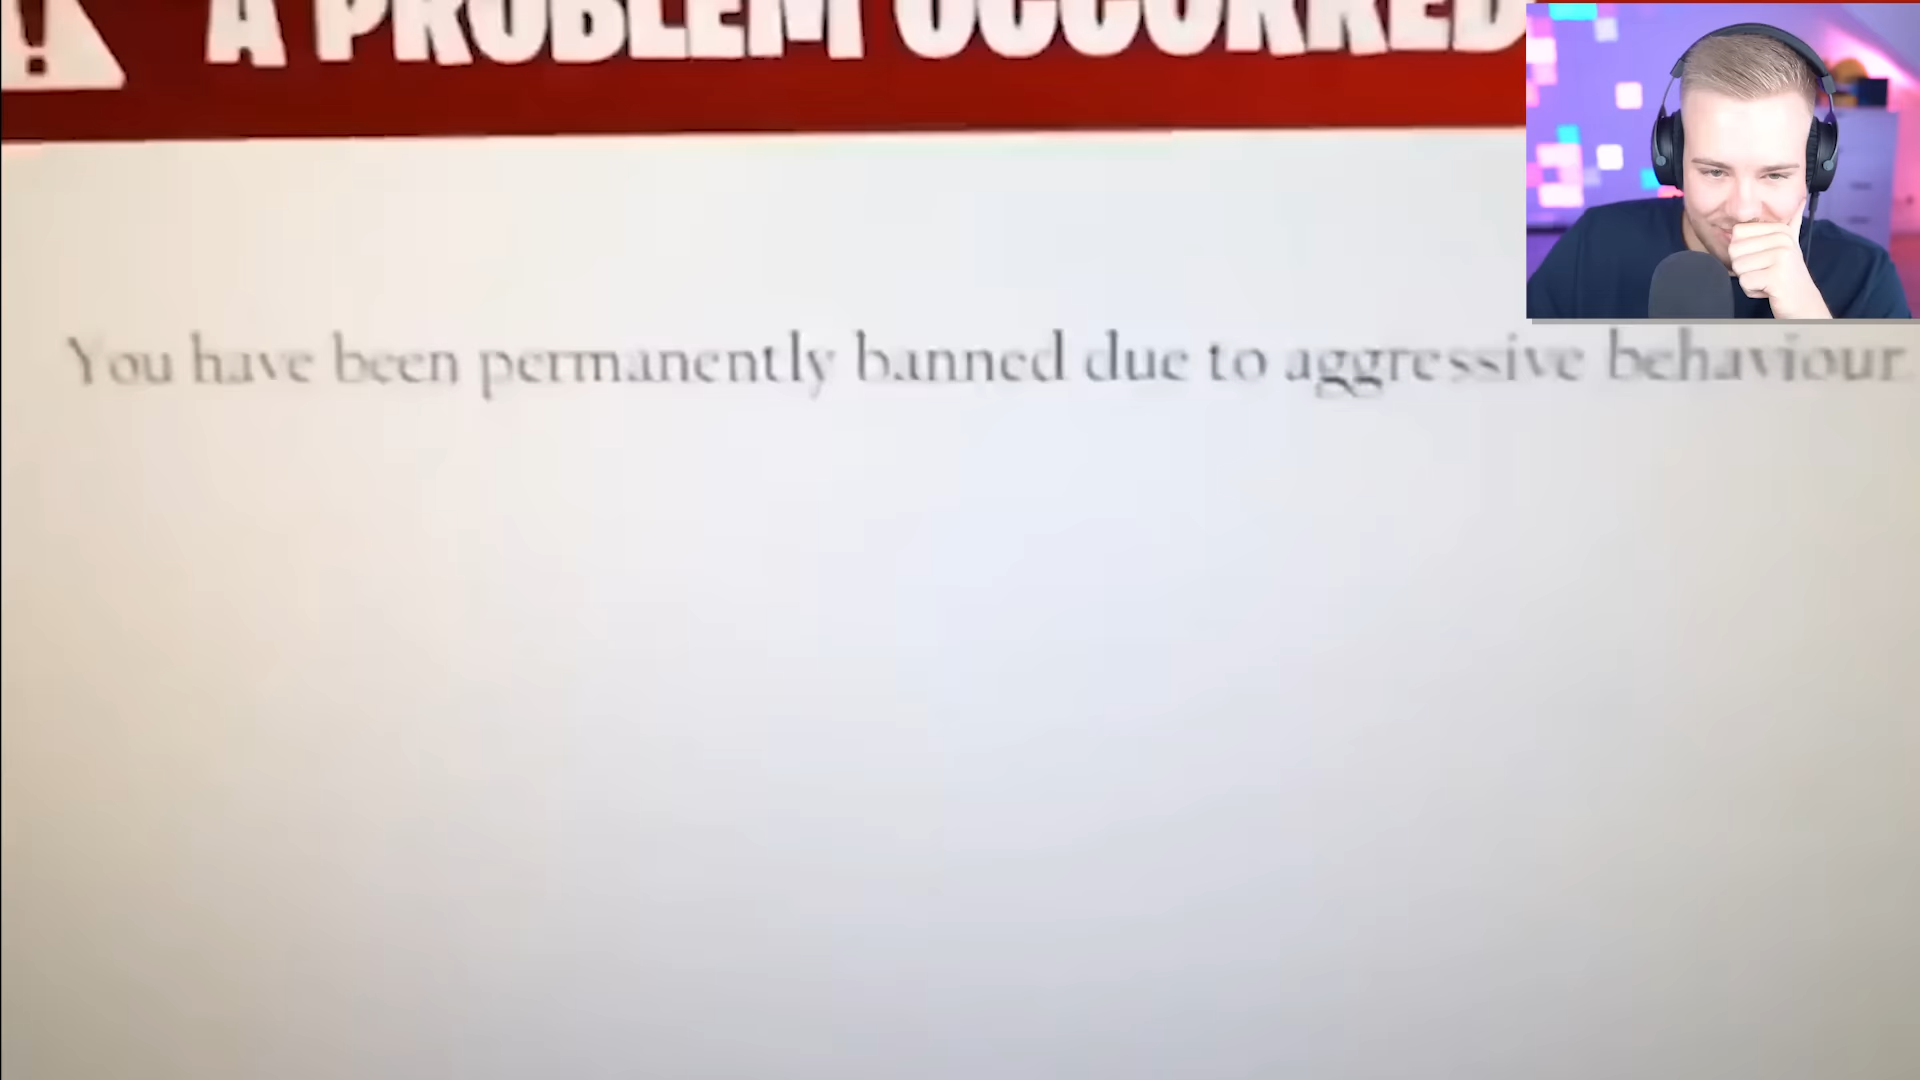 A PROBLEM OCCURRED
You have been permanently banned due to aggressive behaviour.